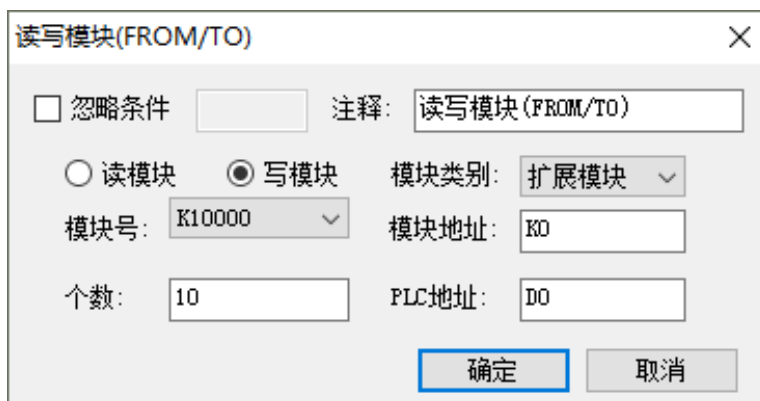 读写模块(FROM/TO)
忽略条件 注释: 读写模块(FROM/TO)
读模块 写模块 模块类别: 扩展模块
模块号: K10000 模块地址: K0
个数: 10 PLC地址: D0
确定 取消